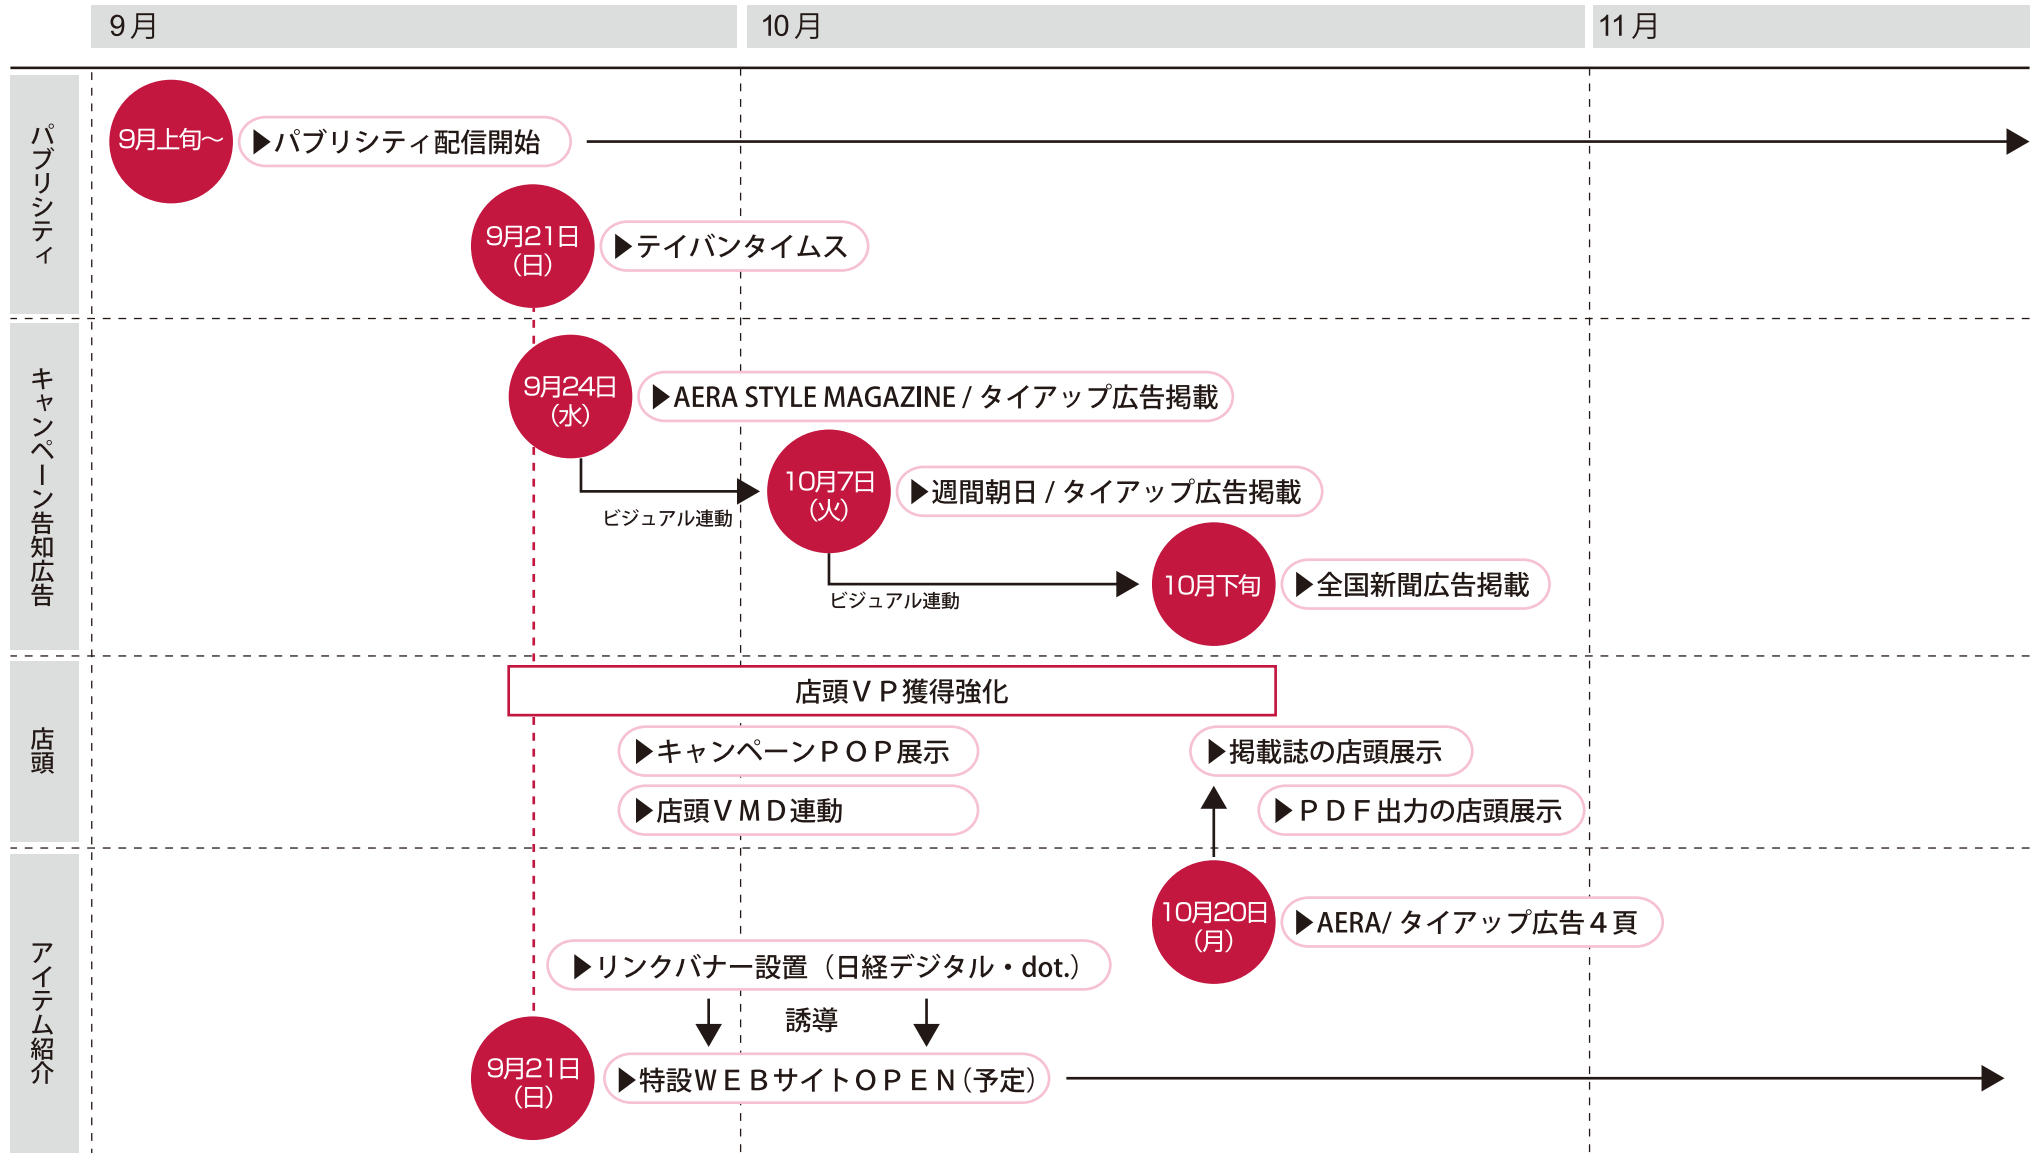 9月
10月
11月
パブリシティ
9月上旬〜
▶パブリシティ配信開始
9月21日
(日)
▶テイバンタイムス
キャンペーン告知広告
9月24日
(水)
▶AERA STYLE MAGAZINE / タイアップ広告掲載
ビジュアル連動
10月7日
(火)
▶週間朝日 / タイアップ広告掲載
ビジュアル連動
10月下旬
▶全国新聞広告掲載
店頭
店頭ＶＰ獲得強化
▶キャンペーンＰＯＰ展示
▶掲載誌の店頭展示
▶店頭ＶＭＤ連動
▶ＰＤＦ出力の店頭展示
アイテム紹介
10月20日
(月)
▶AERA/ タイアップ広告４頁
▶リンクバナー設置（日経デジタル・dot.）
誘導
9月21日
(日)
▶特設ＷＥＢサイトＯＰＥＮ(予定)